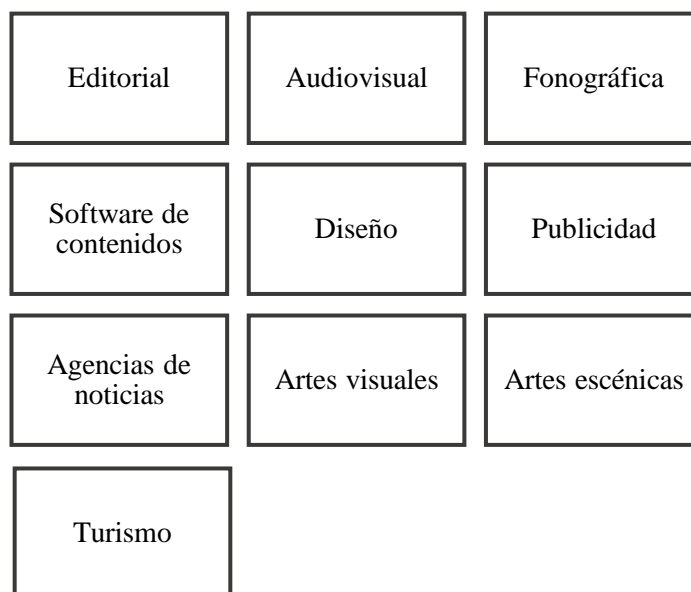 Editorial
Audiovisual
Fonográfica
Software de
contenidos
Diseño
Publicidad
Agencias de
noticias
Artes visuales
Artes escénicas
Turismo